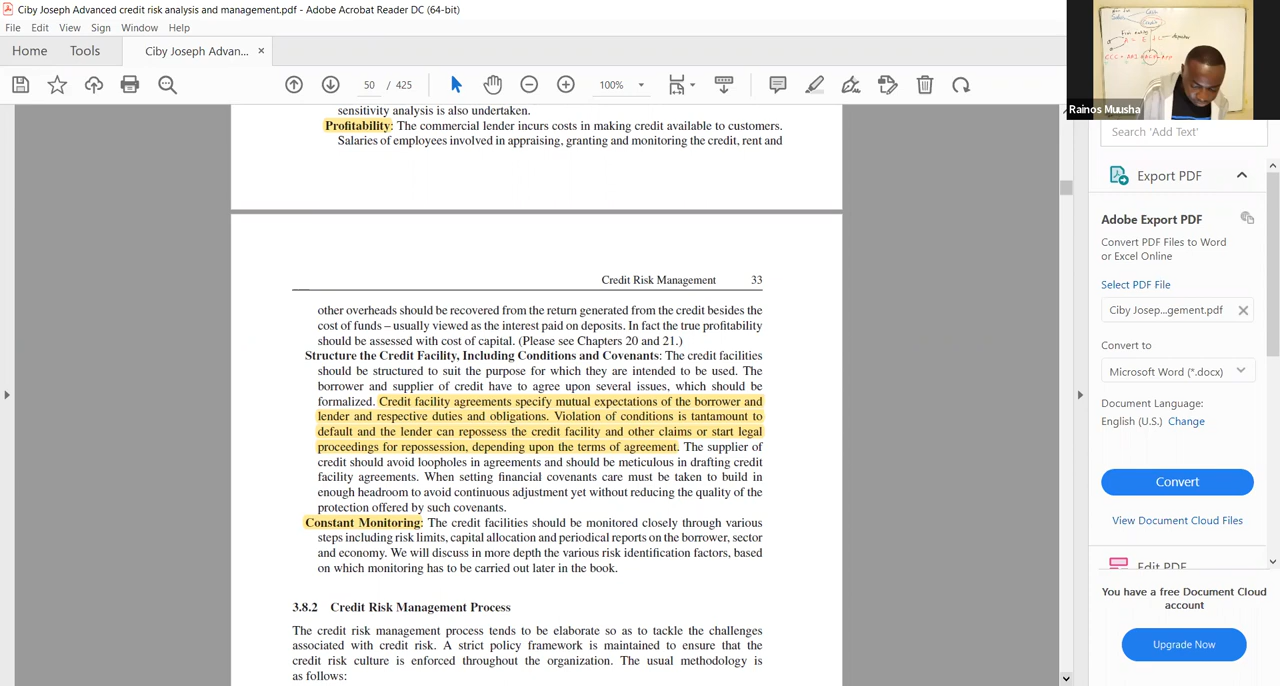 Ciby Joseph Advanced credit risk analysis and management.pdf - Adobe Acrobat Reader DC (64-bit)
File Edit View Sign Window Help
Home Tools Ciby Joseph Advan... ×
50 / 425 100%
sensitivity analysis is also undertaken.
Profitability: The commercial lender incurs costs in making credit available to customers.
Salaries of employees involved in appraising, granting and monitoring the credit, rent and
Credit Risk Management 33
other overheads should be recovered from the return generated from the credit besides the
cost of funds – usually viewed as the interest paid on deposits. In fact the true profitability
should be assessed with cost of capital. (Please see Chapters 20 and 21.)
Structure the Credit Facility, Including Conditions and Covenants: The credit facilities
should be structured to suit the purpose for which they are intended to be used. The
borrower and supplier of credit have to agree upon several issues, which should be
formalized. Credit facility agreements specify mutual expectations of the borrower and
lender and respective duties and obligations. Violation of conditions is tantamount to
default and the lender can repossess the credit facility and other claims or start legal
proceedings for repossession, depending upon the terms of agreement. The supplier of
credit should avoid loopholes in agreements and should be meticulous in drafting credit
facility agreements. When setting financial covenants care must be taken to build in
enough headroom to avoid continuous adjustment yet without reducing the quality of the
protection offered by such covenants.
Constant Monitoring: The credit facilities should be monitored closely through various
steps including risk limits, capital allocation and periodical reports on the borrower, sector
and economy. We will discuss in more depth the various risk identification factors, based
on which monitoring has to be carried out later in the book.
3.8.2 Credit Risk Management Process
The credit risk management process tends to be elaborate so as to tackle the challenges
associated with credit risk. A strict policy framework is maintained to ensure that the
credit risk culture is enforced throughout the organization. The usual methodology is
as follows:
Rainos Muusha
Search 'Add Text'
Export PDF
Adobe Export PDF
Convert PDF Files to Word
or Excel Online
Select PDF File
Ciby Josep...gement.pdf
Convert to
Microsoft Word (*.docx)
Document Language:
English (U.S.) Change
Convert
View Document Cloud Files
Edit PDF
You have a free Document Cloud
account
Upgrade Now